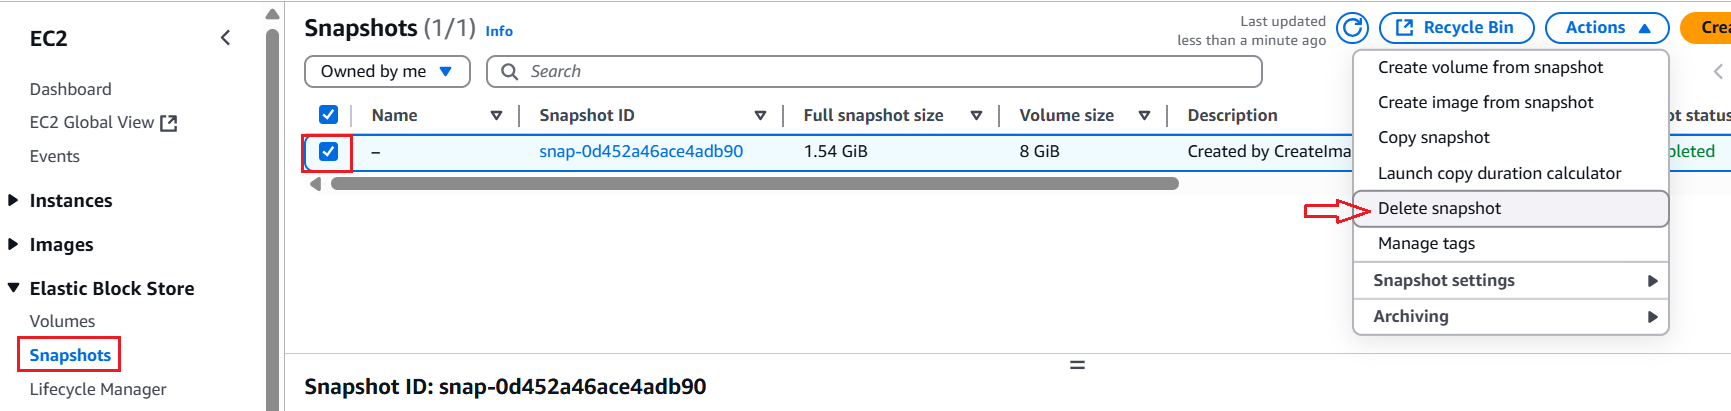 EC2
Dashboard
EC2 Global View
Events
Instances
Images
Elastic Block Store
Volumes
Snapshots
Lifecycle Manager
Snapshots (1/1) Info
Last updated
less than a minute ago
Recycle Bin
Actions
Owned by me
Search
Name
Snapshot ID
Full snapshot size
Volume size
Description
status
–
snap-0d452a46ace4adb90
1.54 GiB
8 GiB
Created by
Create volume from snapshot
Create image from snapshot
Copy snapshot
Launch copy duration calculator
Delete snapshot
Manage tags
Snapshot settings
Archiving
Snapshot ID: snap-0d452a46ace4adb90